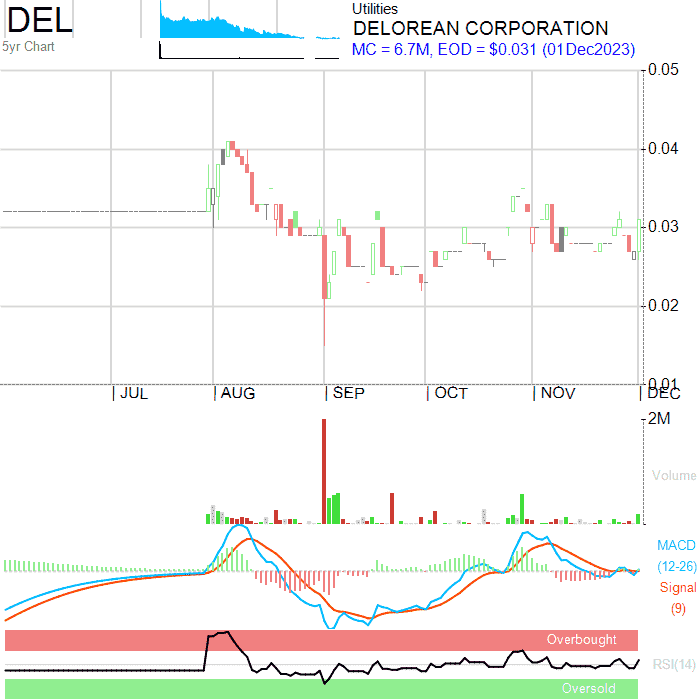 DEL
5yr Chart
Utilities
DELOREAN CORPORATION
MC = 6.7M, EOD = $0.031 (01Dec2023)
0.05
0.04
0.03
0.02
0.01
JUL AUG SEP OCT NOV DEC
2M
Volume
MACD
(12-26)
Signal
(9)
Overbought
RSI(14)
Oversold